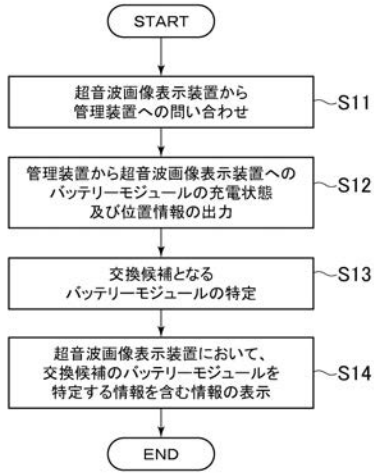 START
超音波画像表示装置から
管理装置への問い合わせ
S11
管理装置から超音波画像表示装置への
バッテリーモジュールの充電状態
及び位置情報の出力
S12
交換候補となる
バッテリーモジュールの特定
S13
超音波画像表示装置において、
交換候補のバッテリーモジュールを
特定する情報を含む情報の表示
S14
END